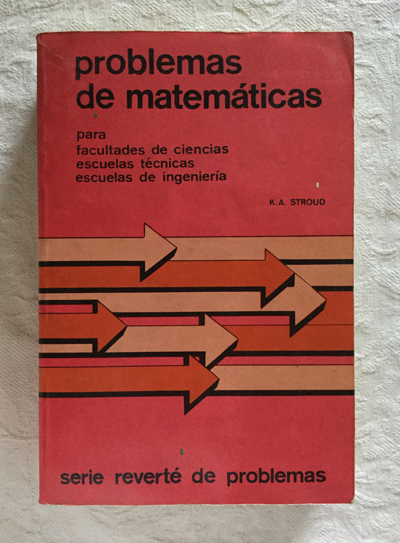 problemas
de matemáticas
para
facultades de ciencias
escuelas técnicas
escuelas de ingeniería
K.A. STROUD
serie reverté de problemas